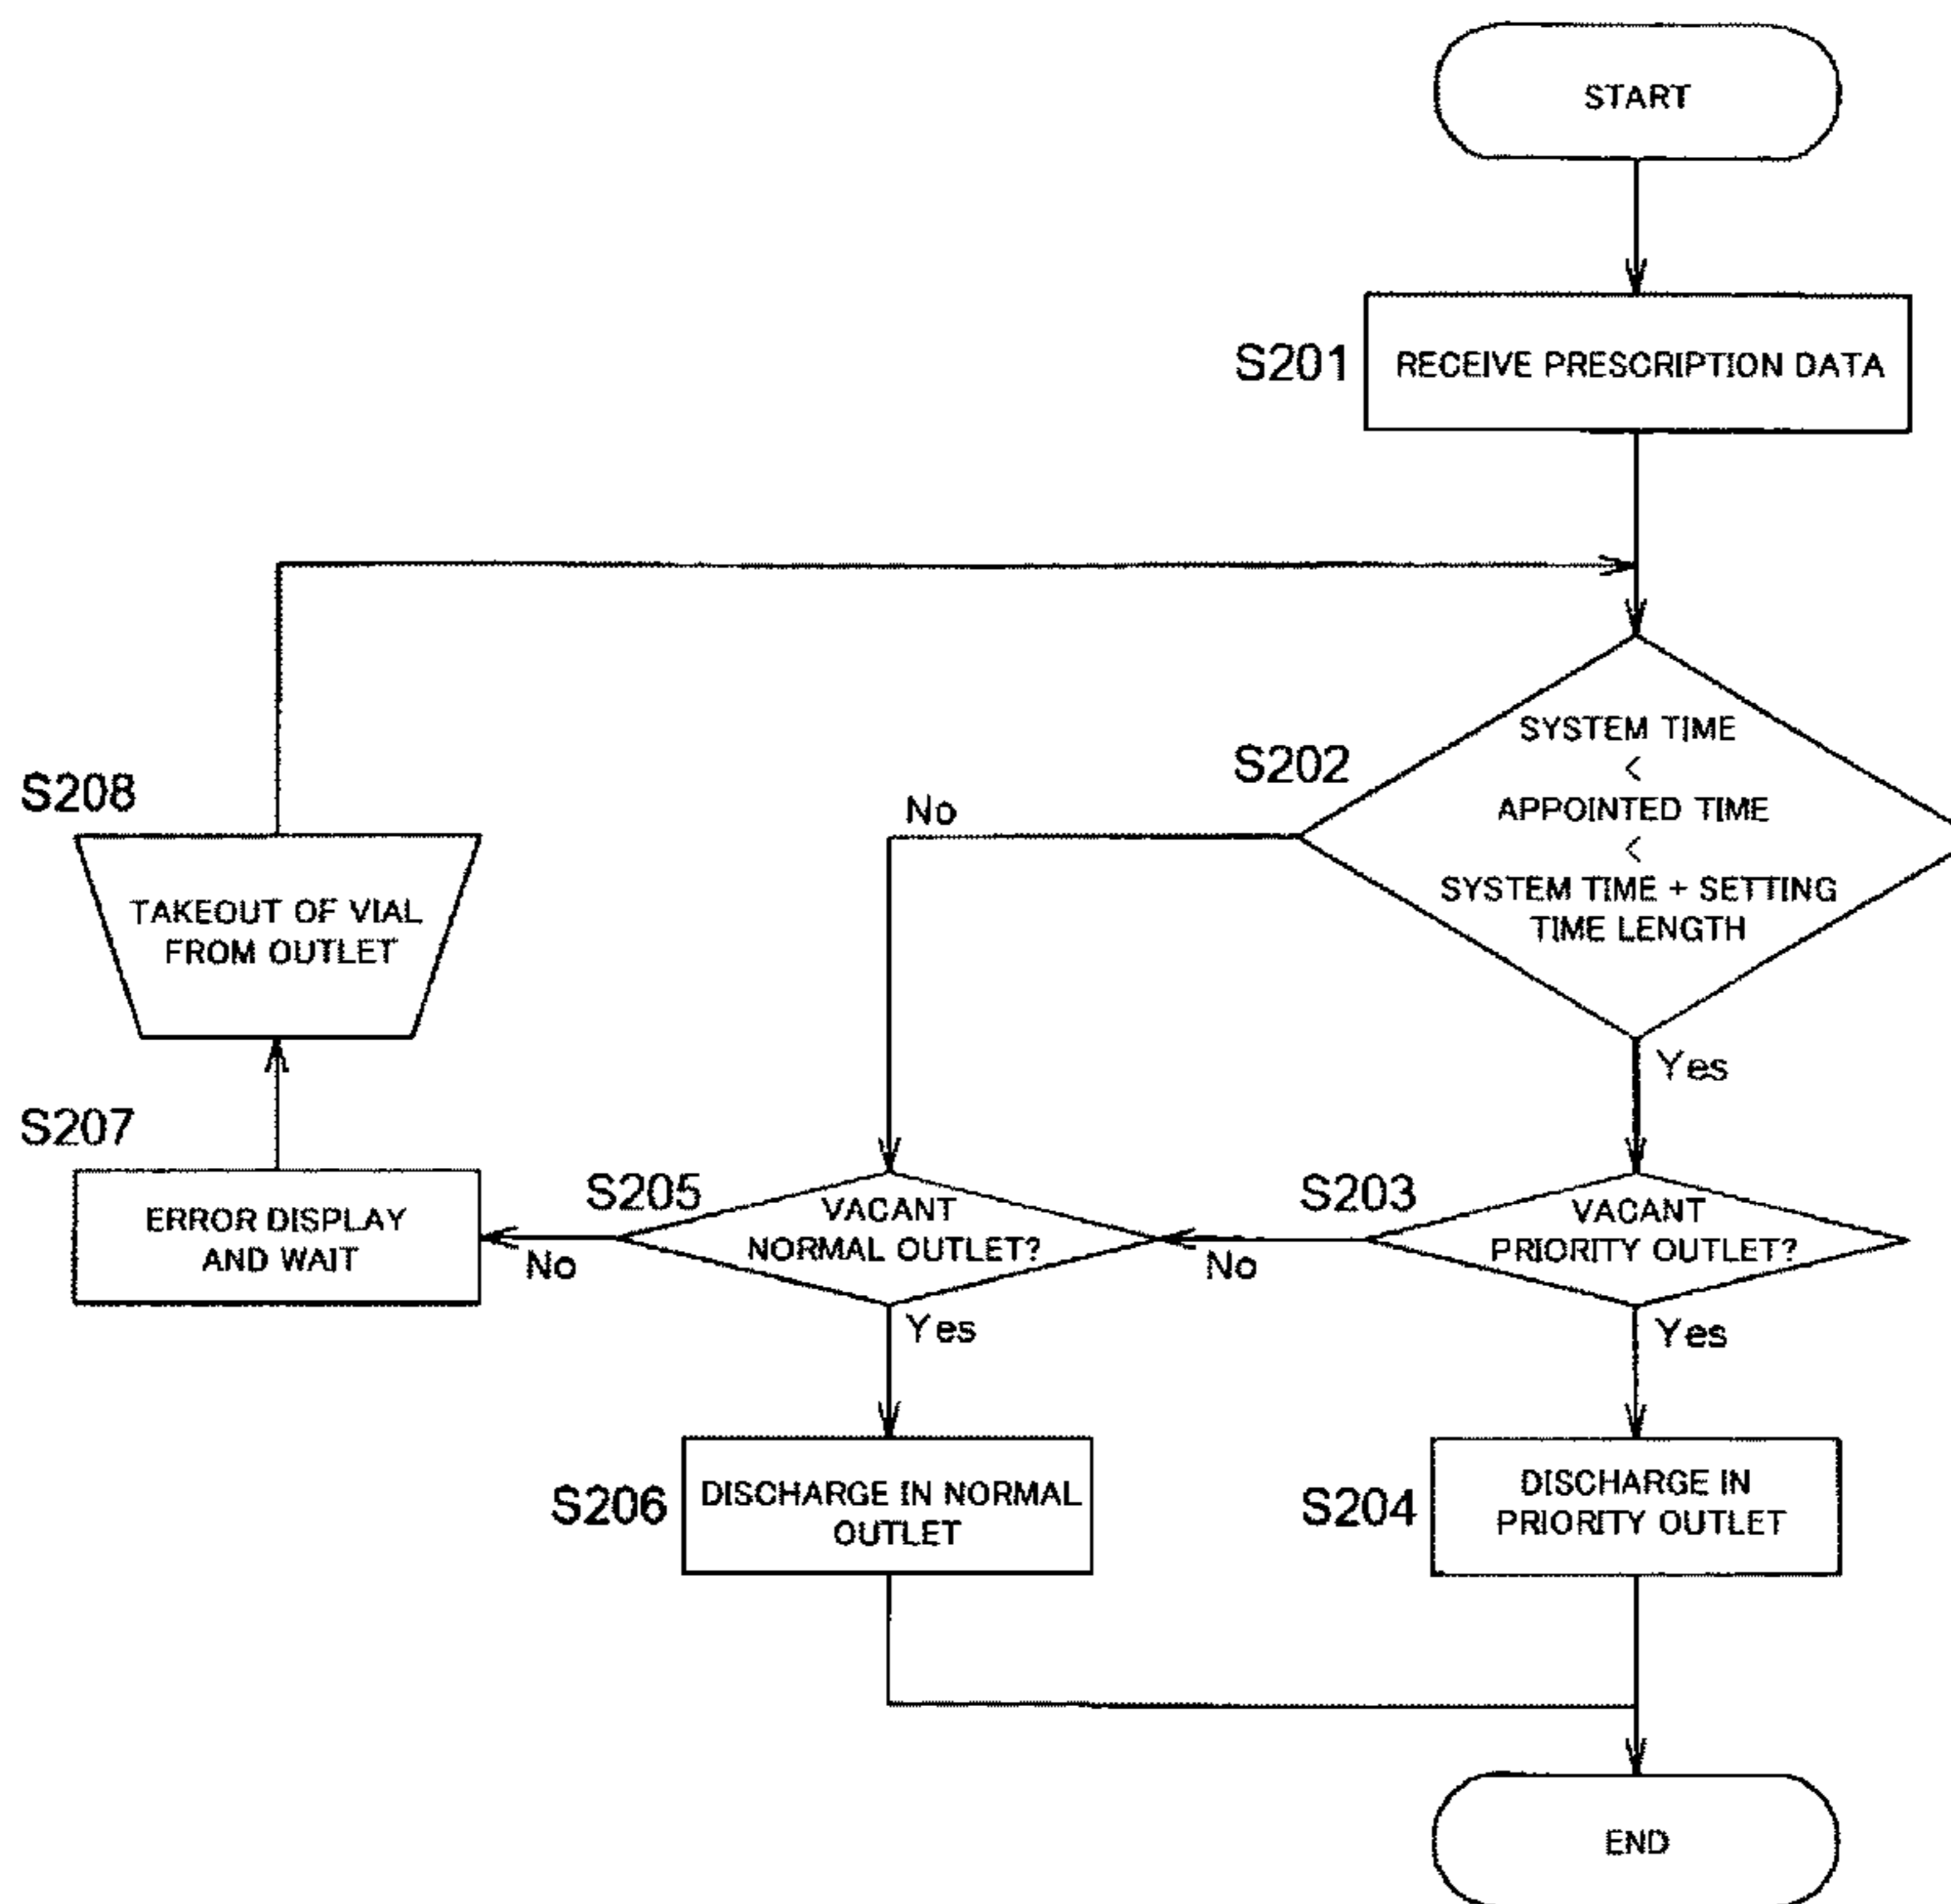 START
S201
RECEIVE PRESCRIPTION DATA
S202
SYSTEM TIME
<
APPOINTED TIME
<
SYSTEM TIME + SETTING
TIME LENGTH
No
Yes
S208
TAKEOUT OF VIAL
FROM OUTLET
S207
ERROR DISPLAY
AND WAIT
No
S205
VACANT
NORMAL OUTLET?
Yes
No
S203
VACANT
PRIORITY OUTLET?
Yes
S206
DISCHARGE IN NORMAL
OUTLET
S204
DISCHARGE IN
PRIORITY OUTLET
END